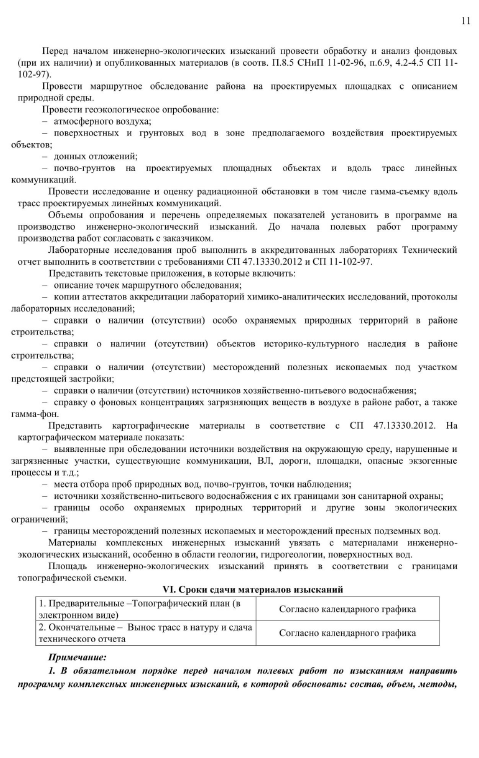 11
Перед началом инженерно-экологических изысканий провести обработку и анализ фондовых
(при их наличии) и опубликованных материалов (в соотв. П.8.5 СНиП 11-02-96, п.6.9, 4.2-4.5 СП 11-
102-97).
Провести маршрутное обследование района на проектируемых площадках с описанием
природной среды.
Провести геоэкологическое опробование:
– атмосферного воздуха;
– поверхностных и грунтовых вод в зоне предполагаемого воздействия проектируемых
объектов;
– донных отложений;
– почво-грунтов на проектируемых площадных объектах и вдоль трасс линейных
коммуникаций.
Провести исследование и оценку радиационной обстановки в том числе гамма-съемку вдоль
трасс проектируемых линейных коммуникаций.
Объемы опробования и перечень определяемых показателей установить в программе на
производство инженерно-экологический изысканий. До начала полевых работ программу
производства работ согласовать с заказчиком.
Лабораторные исследования проб выполнить в аккредитованных лабораториях Технический
отчет выполнить в соответствии с требованиями СП 47.13330.2012 и СП 11-102-97.
Представить текстовые приложения, в которые включить:
– описание точек маршрутного обследования;
– копии аттестатов аккредитации лабораторий химико-аналитических исследований, протоколы
лабораторных исследований;
– справки о наличии (отсутствии) особо охраняемых природных территорий в районе
строительства;
– справки о наличии (отсутствии) объектов историко-культурного наследия в районе
строительства;
– справки о наличии (отсутствии) месторождений полезных ископаемых под участком
предстоящей застройки;
– справки о наличии (отсутствии) источников хозяйственно-питьевого водоснабжения;
– справку о фоновых концентрациях загрязняющих веществ в воздухе в районе работ, а также
гамма-фон.
Представить картографические материалы в соответствие с СП 47.13330.2012. На
картографическом материале показать:
– выявленные при обследовании источники воздействия на окружающую среду, нарушенные и
загрязненные участки, существующие коммуникации, ВЛ, дороги, площадки, опасные экзогенные
процессы и т.д.;
– места отбора проб природных вод, почво-грунтов, точки наблюдения;
– источники хозяйственно-питьевого водоснабжения с их границами зон санитарной охраны;
– границы особо охраняемых природных территорий и другие зоны экологических
ограничений;
– границы месторождений полезных ископаемых и месторождений пресных подземных вод.
Материалы комплексных инженерных изысканий увязать с материалами инженерно-
экологических изысканий, особенно в области геологии, гидрогеологии, поверхностных вод.
Площадь инженерно-экологических изысканий принять в соответствии с границами
топографической съемки.
VI. Сроки сдачи материалов изысканий
1. Предварительные –Топографический план (в
электронном виде)
Согласно календарного графика
2. Окончательные – Вынос трасс в натуру и сдача
технического отчета
Согласно календарного графика
Примечание:
1. В обязательном порядке перед началом полевых работ по изысканиям направить
программу комплексных инженерных изысканий, в которой обосновать: состав, объем, методы,